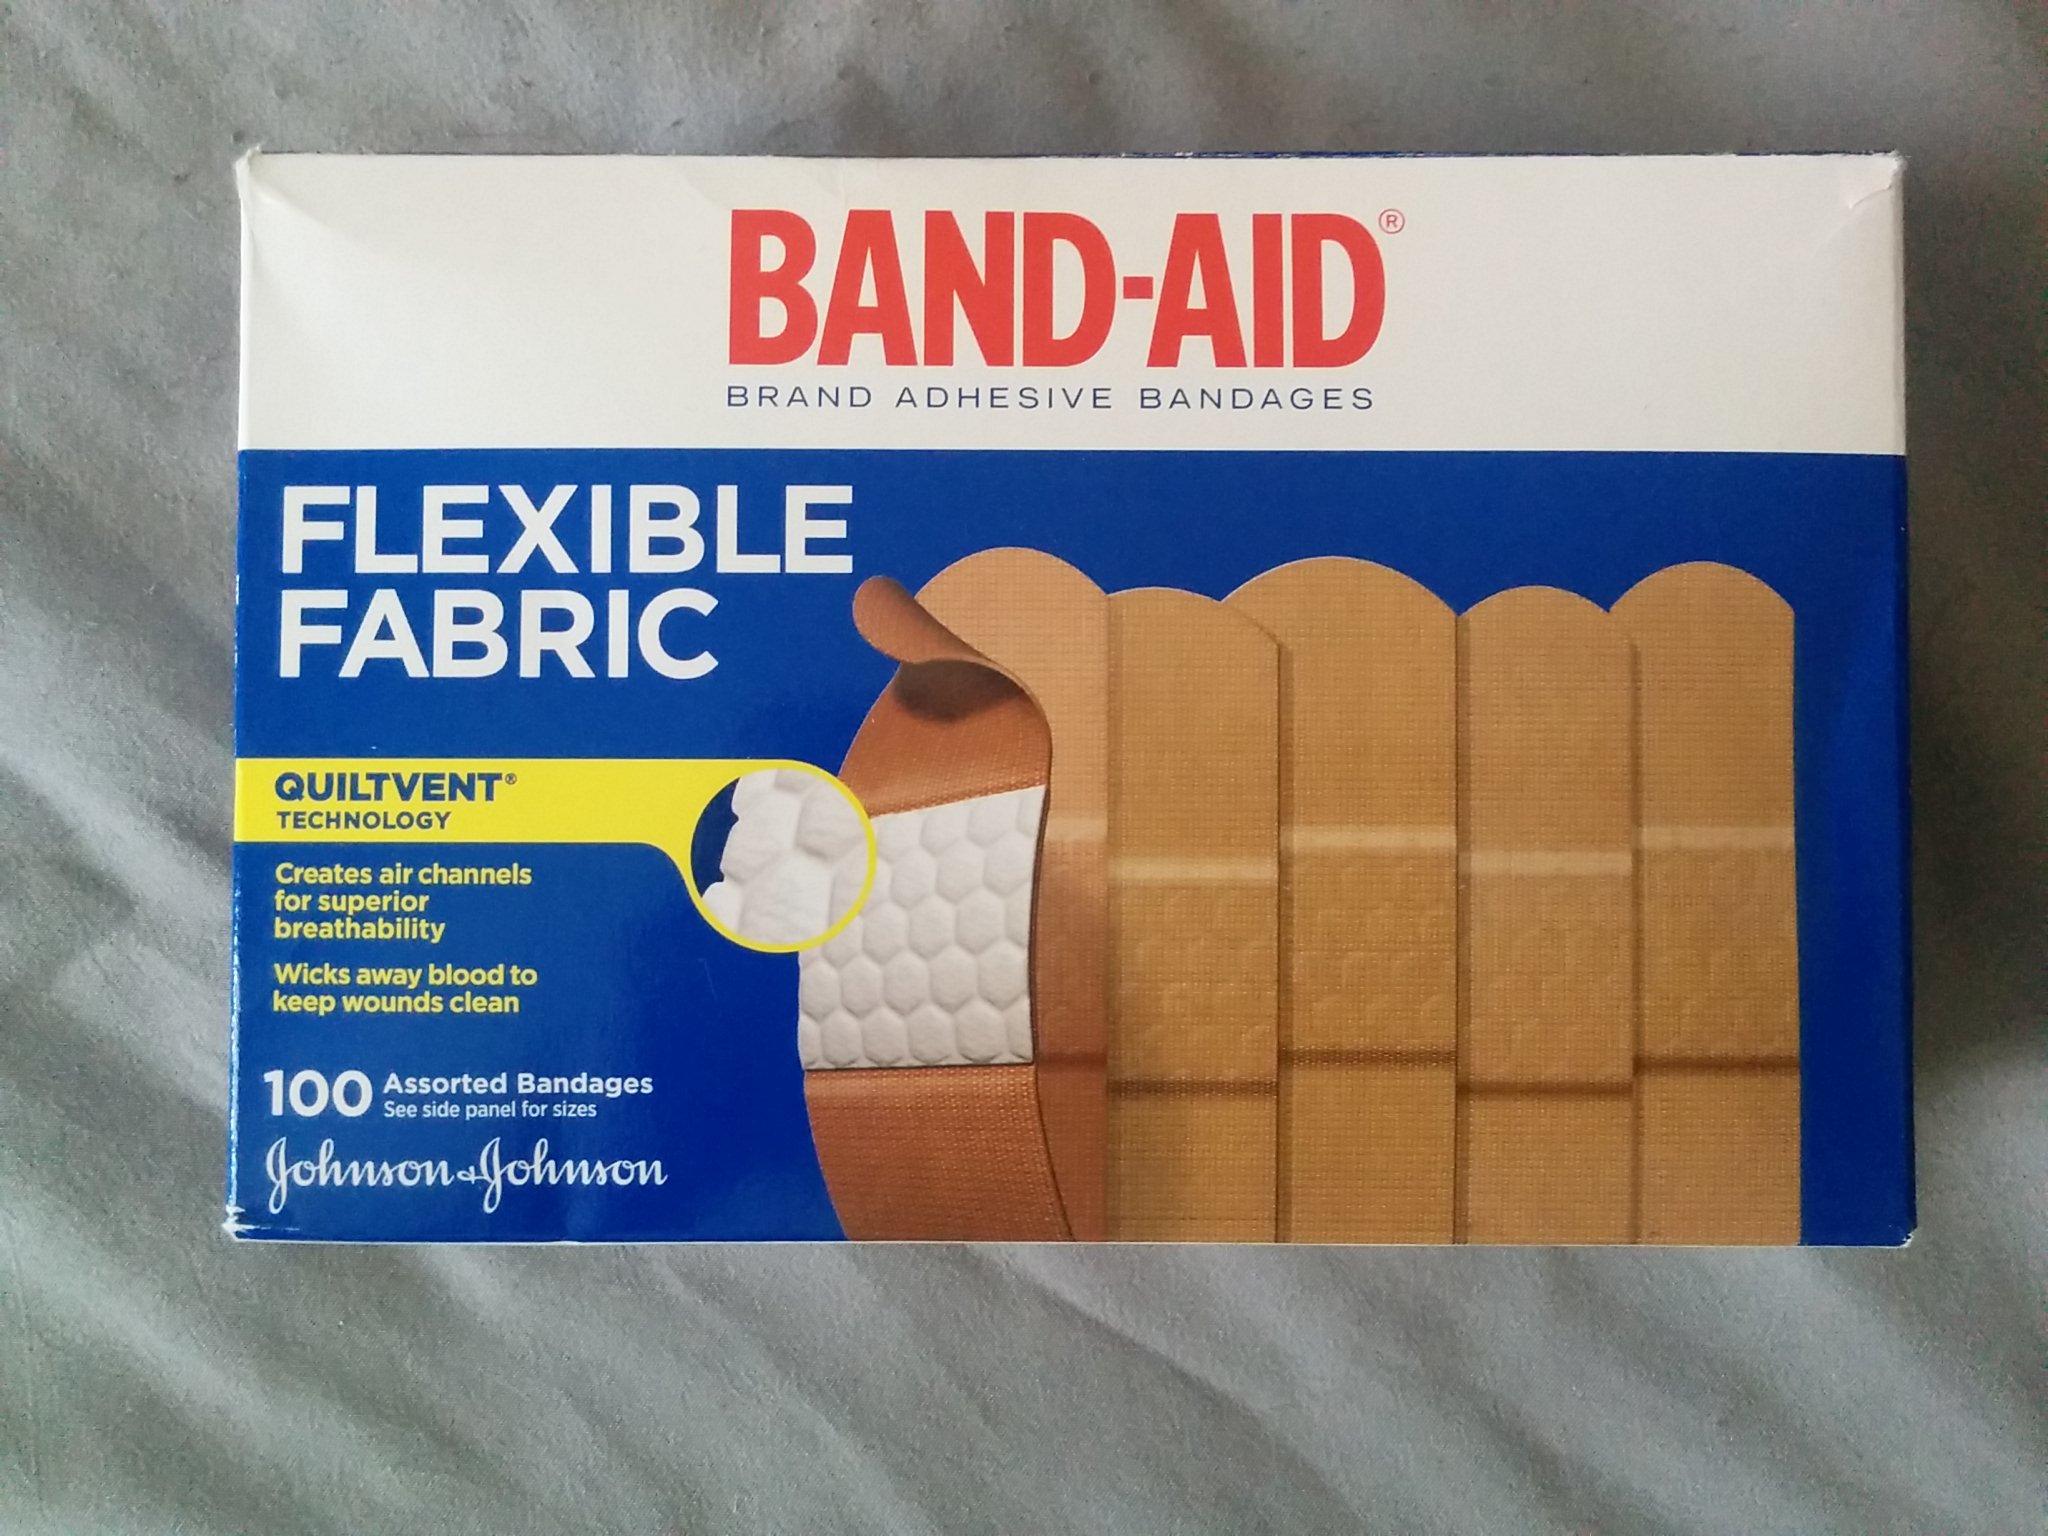 BAND-AID®
BRAND ADHESIVE BANDAGES
FLEXIBLE
FABRIC
QUILTVENT®
TECHNOLOGY
Creates air channels
for superior
breathability
Wicks away blood to
keep wounds clean
100 Assorted Bandages
See side panel for sizes
Johnson & Johnson